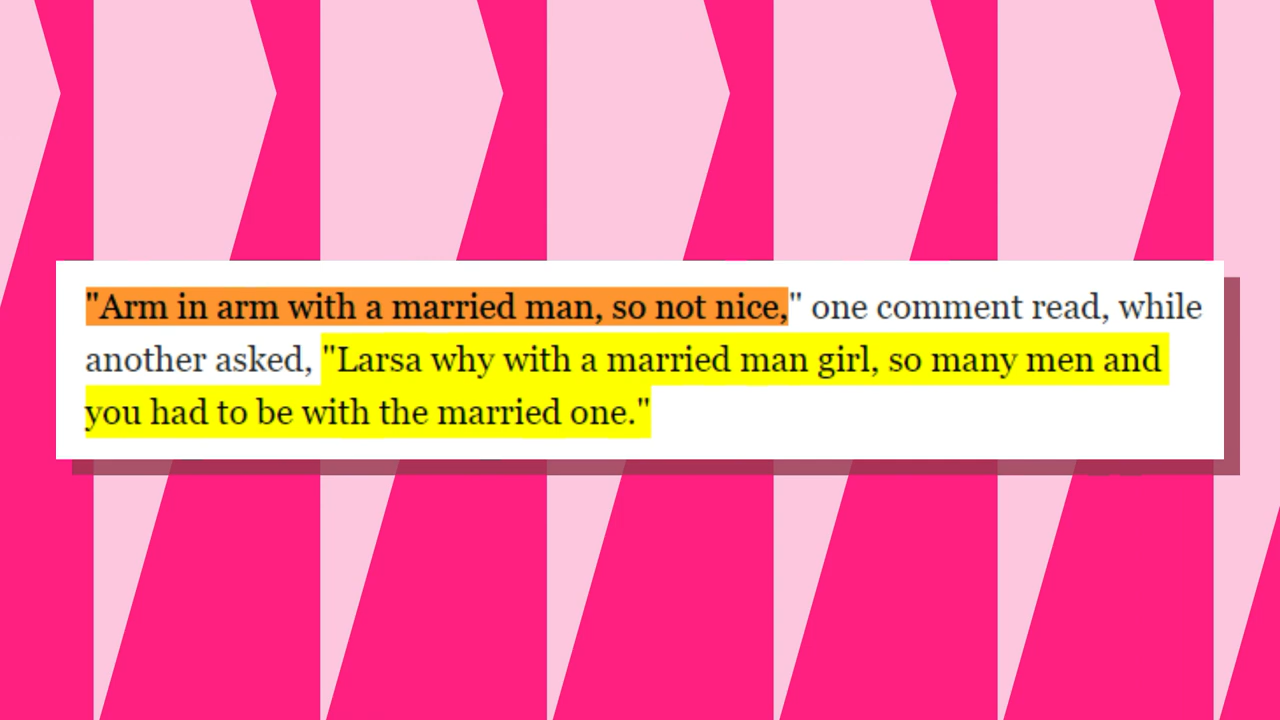 "Arm in arm with a married man, so not nice," one comment read, while
another asked, "Larsa why with a married man girl, so many men and
you had to be with the married one."